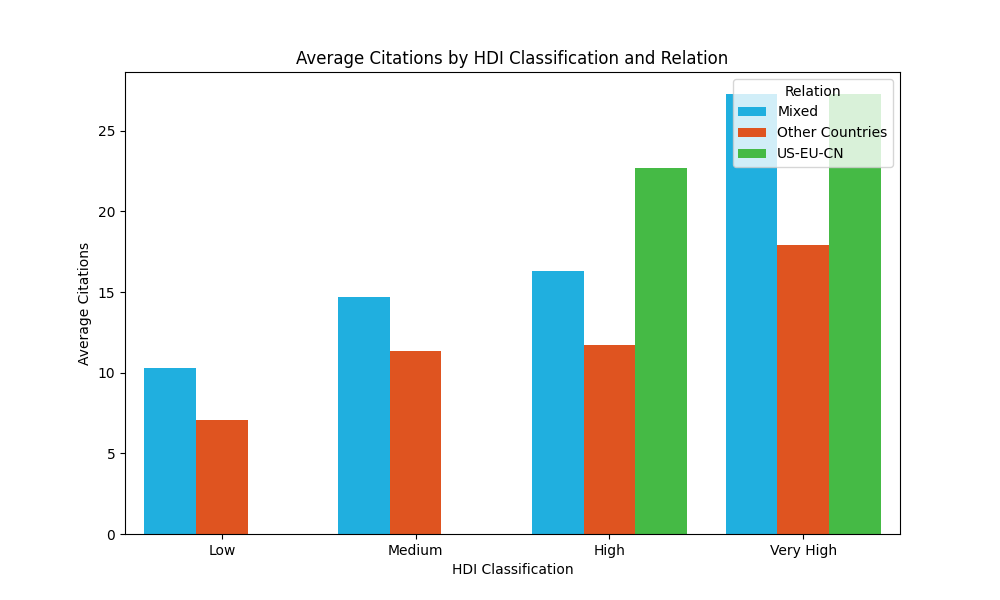 Average Citations by HDI Classification and Relation
Relation
Mixed
Other Countries
US-EU-CN
Average Citations
25
20
15
10
5
0
Low Medium High Very High
HDI Classification